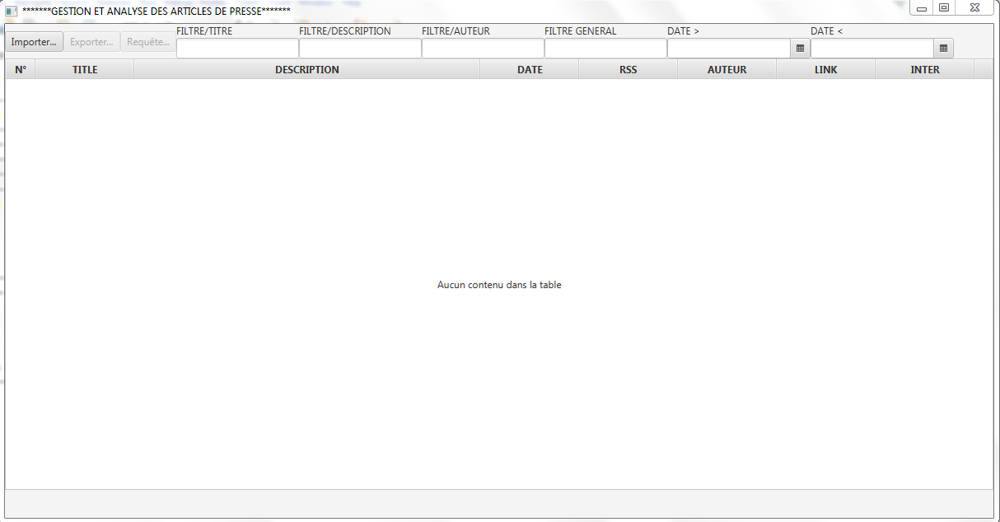 *******GESTION ET ANALYSE DES ARTICLES DE PRESSE*******
Importer... Exporter... Requête... FILTRE/TITRE FILTRE/DESCRIPTION FILTRE/AUTEUR FILTRE GENERAL DATE > DATE <
N° TITLE DESCRIPTION DATE RSS AUTEUR LINK INTER
Aucun contenu dans la table